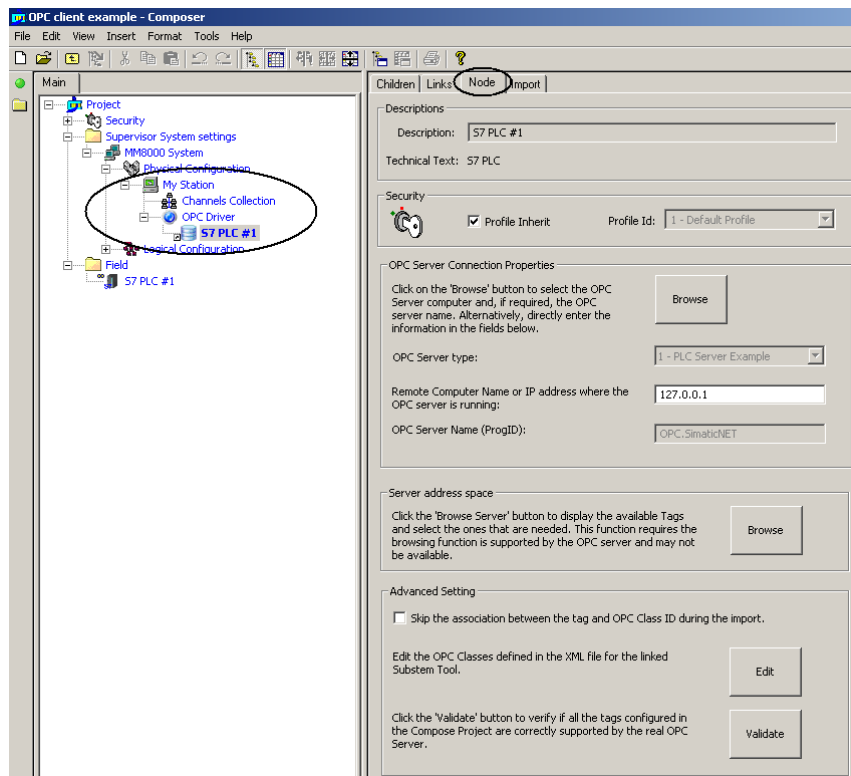 OPC client example - Composer
File Edit View Insert Format Tools Help
Main
Project
Security
Supervisor System settings
MM8000 System
Physical Configuration
My Station
Channels Collection
OPC Driver
S7 PLC #1
Logical Configuration
Field
S7 PLC #1
Children Links Node Import
Descriptions
Description: S7 PLC #1
Technical Text: S7 PLC
Security
Profile Inherit Profile Id: 1 - Default Profile
OPC Server Connection Properties
Click on the 'Browse' button to select the OPC
Server computer and, if required, the OPC
server name. Alternatively, directly enter the
information in the fields below.
Browse
OPC Server type: 1 - PLC Server Example
Remote Computer Name or IP address where the
OPC server is running:
127.0.0.1
OPC Server Name (ProgID): OPC.SimaticNET
Server address space
Click the 'Browse Server' button to display the available Tags
and select the ones that are needed. This function requires the
browsing function is supported by the OPC server and may not
be available.
Browse
Advanced Setting
Skip the association between the tag and OPC Class ID during the import.
Edit the OPC Classes defined in the XML file for the linked
Substem Tool.
Edit
Click the 'Validate' button to verify if all the tags configured in
the Compose Project are correctly supported by the real OPC
Server.
Validate